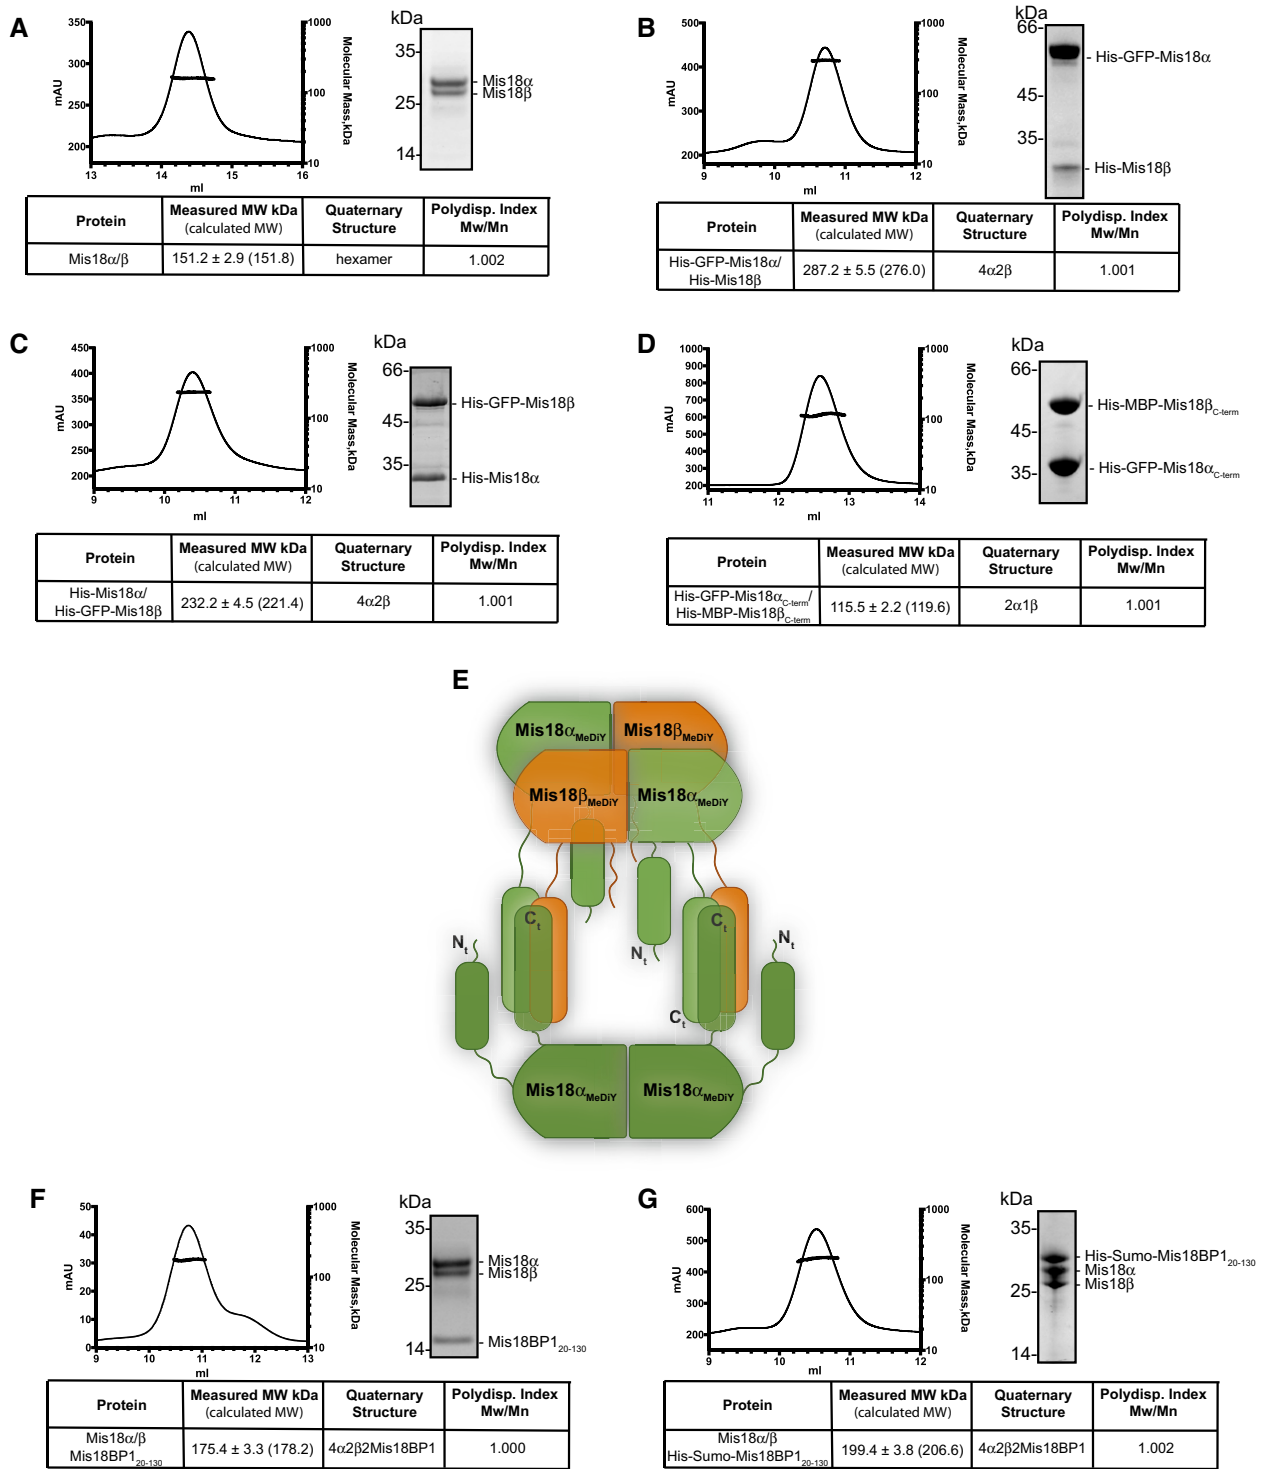 A
350
300
250
200
mAU
13
14
15
16
ml
1000
100
10
Molecular Mass,kDa
kDa
35-
25-
14-
- Mis18α
- Mis18β
Protein
Measured MW kDa
(calculated MW)
Quaternary
Structure
Polydisp. Index
Mw/Mn
Mis18α/β
151.2 ± 2.9 (151.8)
hexamer
1.002
B
500
400
300
200
mAU
9
10
11
12
ml
1000
100
10
Molecular Mass,kDa
kDa
66-
45-
35-
- His-GFP-Mis18α
- His-Mis18β
Protein
Measured MW kDa
(calculated MW)
Quaternary
Structure
Polydisp. Index
Mw/Mn
His-GFP-Mis18α/
His-Mis18β
287.2 ± 5.5 (276.0)
4α2β
1.001
C
450
400
350
300
250
200
mAU
9
10
11
12
ml
1000
100
10
Molecular Mass,kDa
kDa
66-
45-
35-
- His-GFP-Mis18β
- His-Mis18α
Protein
Measured MW kDa
(calculated MW)
Quaternary
Structure
Polydisp. Index
Mw/Mn
His-Mis18α/
His-GFP-Mis18β
232.2 ± 4.5 (221.4)
4α2β
1.001
D
1000
900
800
700
600
500
400
300
200
mAU
11
12
13
14
ml
1000
100
10
Molecular Mass,kDa
kDa
66-
45-
35-
- His-MBP-Mis18βC-term
- His-GFP-Mis18αC-term
Protein
Measured MW kDa
(calculated MW)
Quaternary
Structure
Polydisp. Index
Mw/Mn
His-GFP-Mis18αC-term/
His-MBP-Mis18βC-term
115.5 ± 2.2 (119.6)
2α1β
1.001
E
Mis18αMeDiY
Mis18βMeDiY
Mis18βMeDiY
Mis18αMeDiY
Ct
Ct
Nt
Nt
Nt
Ct
Mis18αMeDiY
Mis18αMeDiY
F
50
40
30
20
10
0
mAU
9
10
11
12
13
ml
1000
100
10
Molecular Mass,kDa
kDa
35-
25-
14-
- Mis18α
- Mis18β
- Mis18BP120-130
Protein
Measured MW kDa
(calculated MW)
Quaternary
Structure
Polydisp. Index
Mw/Mn
Mis18α/β
Mis18BP120-130
175.4 ± 3.3 (178.2)
4α2β2Mis18BP1
1.000
G
600
500
400
300
200
mAU
9
10
11
12
ml
1000
100
10
Molecular Mass,kDa
kDa
35-
25-
14-
- His-Sumo-Mis18BP120-130
- Mis18α
- Mis18β
Protein
Measured MW kDa
(calculated MW)
Quaternary
Structure
Polydisp. Index
Mw/Mn
Mis18α/β
His-Sumo-Mis18BP120-130
199.4 ± 3.8 (206.6)
4α2β2Mis18BP1
1.002